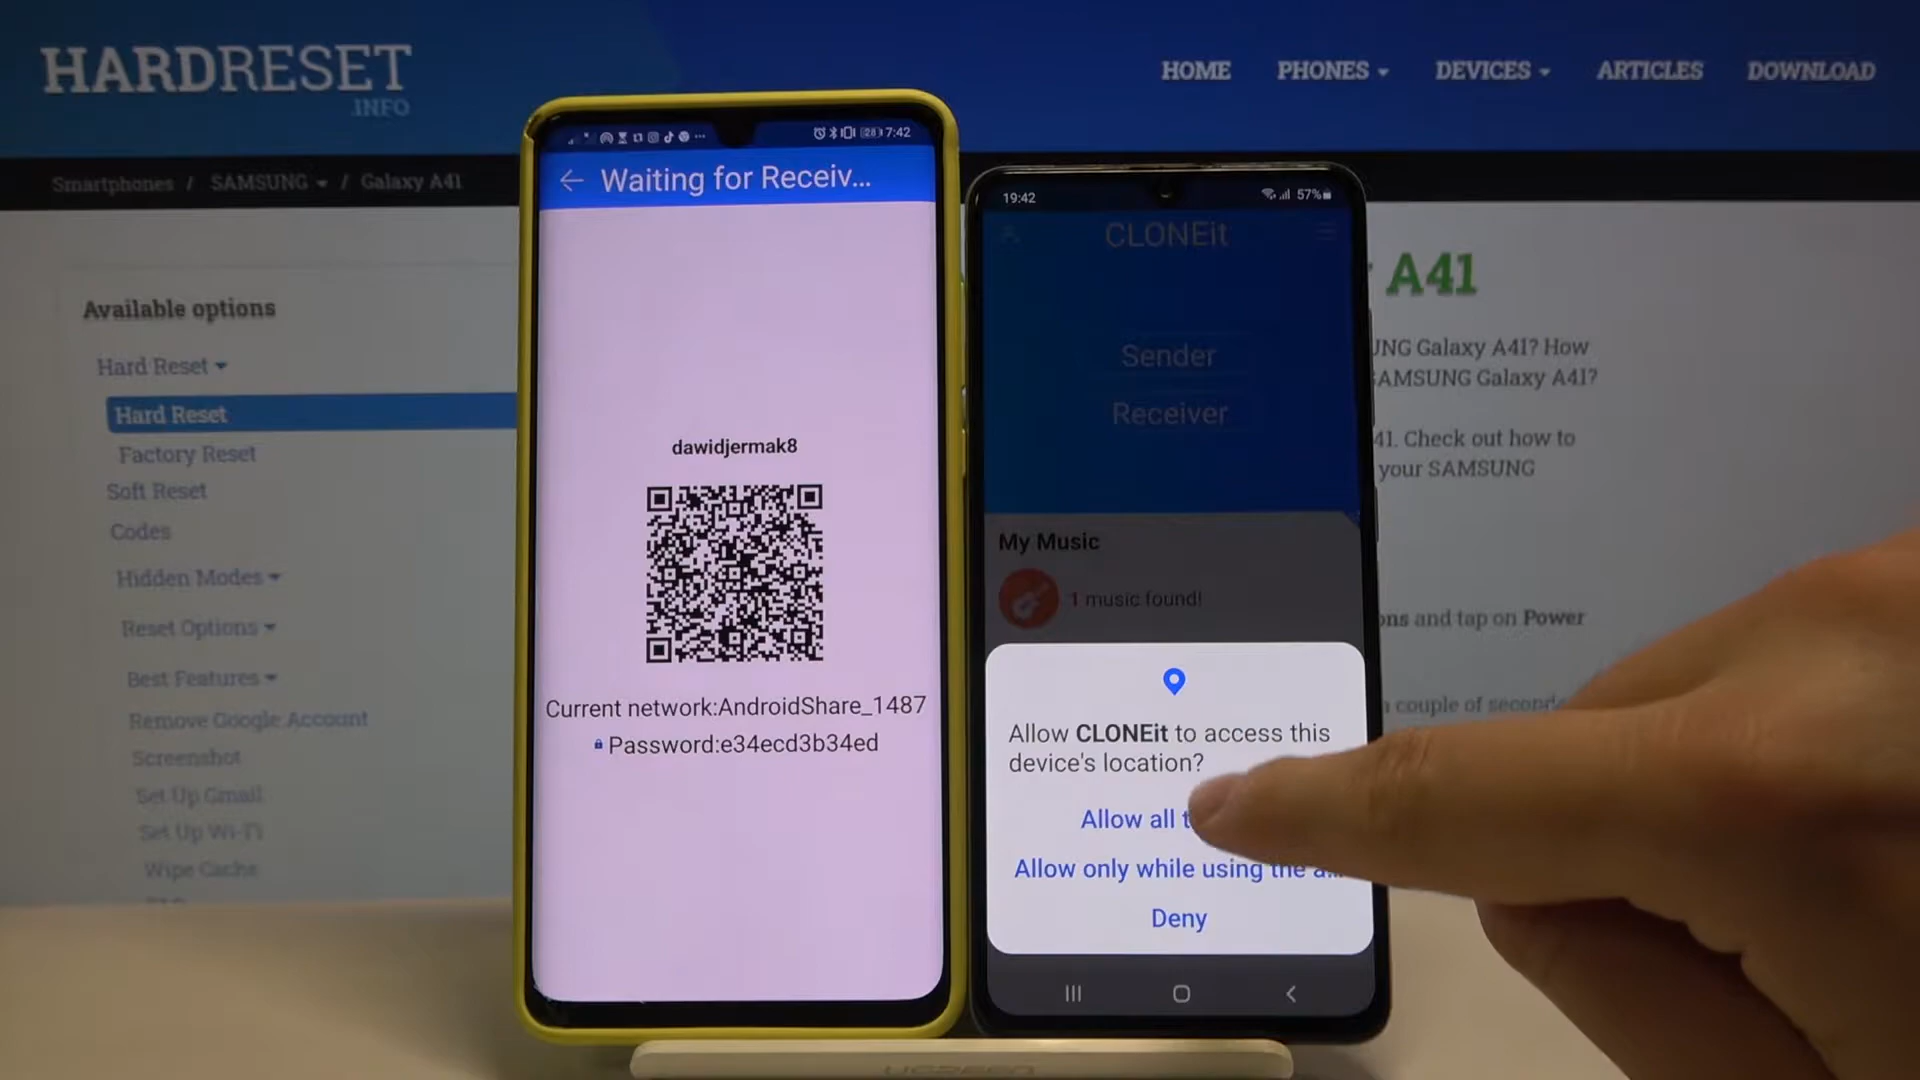 HARDRESET
.INFO
HOME PHONES DEVICES ARTICLES DOWNLOAD
Smartphones / SAMSUNG / Galaxy A41
Available options
Hard Reset
Hard Reset
Factory Reset
Soft Reset
Codes
Hidden Modes
Reset Options
Best Features
Remove Google Account
Screenshot
Set Up Gmail
Set Up Wi-Fi
Wipe Cache
28 7:42
Waiting for Receiv...
dawidjermak8
Current network:AndroidShare_1487
Password:e34ecd3b34ed
19:42 57%
CLONEit
Sender
Receiver
My Music
1 music found!
Allow CLONEit to access this
device's location?
Allow all
Allow only while using the a...
Deny
A41
Galaxy A41? How
SAMSUNG Galaxy A41?
41. Check out how to
your SAMSUNG
and tap on Power
couple of seconds
UGREEN